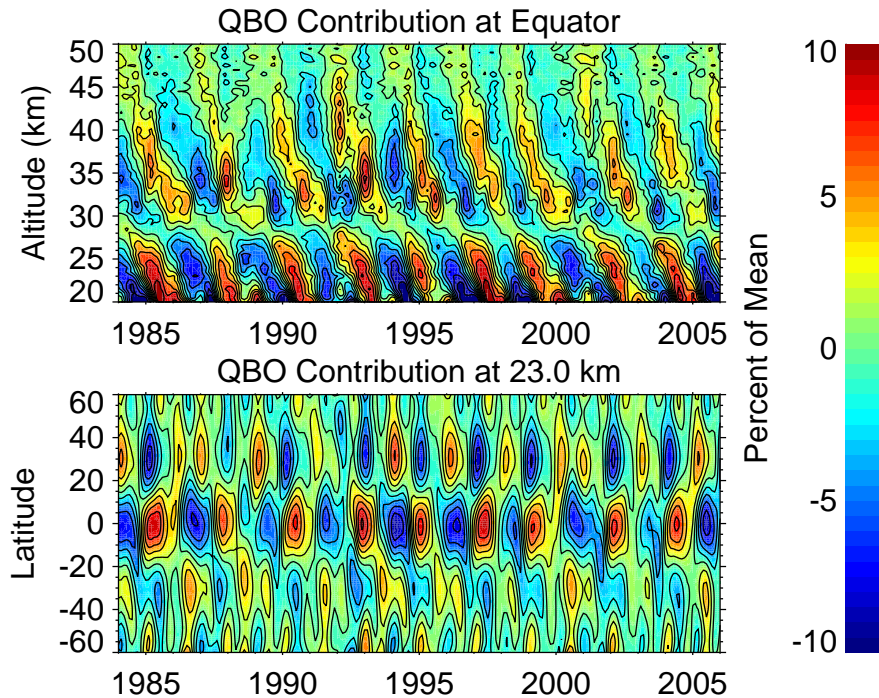 QBO Contribution at Equator
50
45
40
35
30
25
20
Altitude (km)
1985 1990 1995 2000 2005
QBO Contribution at 23.0 km
60
40
20
0
-20
-40
-60
Latitude
1985 1990 1995 2000 2005
10
5
0
-5
-10
Percent of Mean